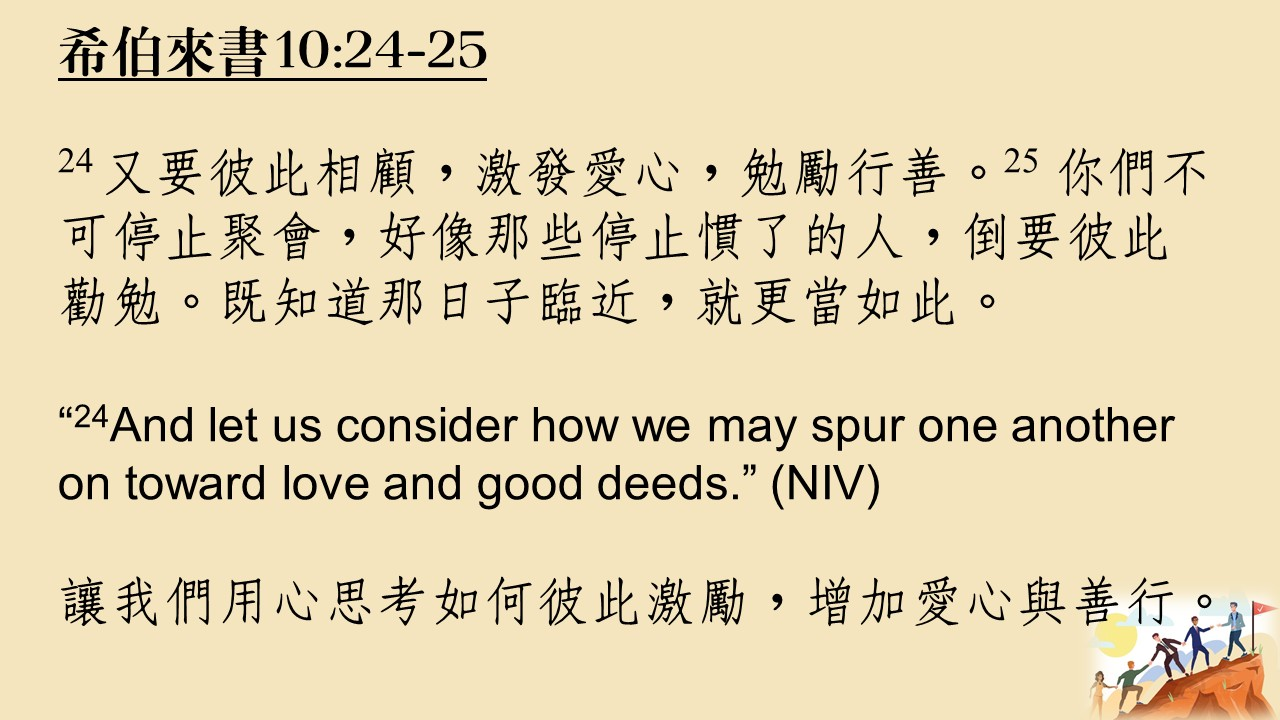 希伯來書10:24-25
24 又要彼此相顧，激發愛心，勉勵行善。25 你們不
可停止聚會，好像那些停止慣了的人，倒要彼此
勸勉。既知道那日子臨近，就更當如此。
“24And let us consider how we may spur one another
on toward love and good deeds.” (NIV)
讓我們用心思考如何彼此激勵，增加愛心與善行。